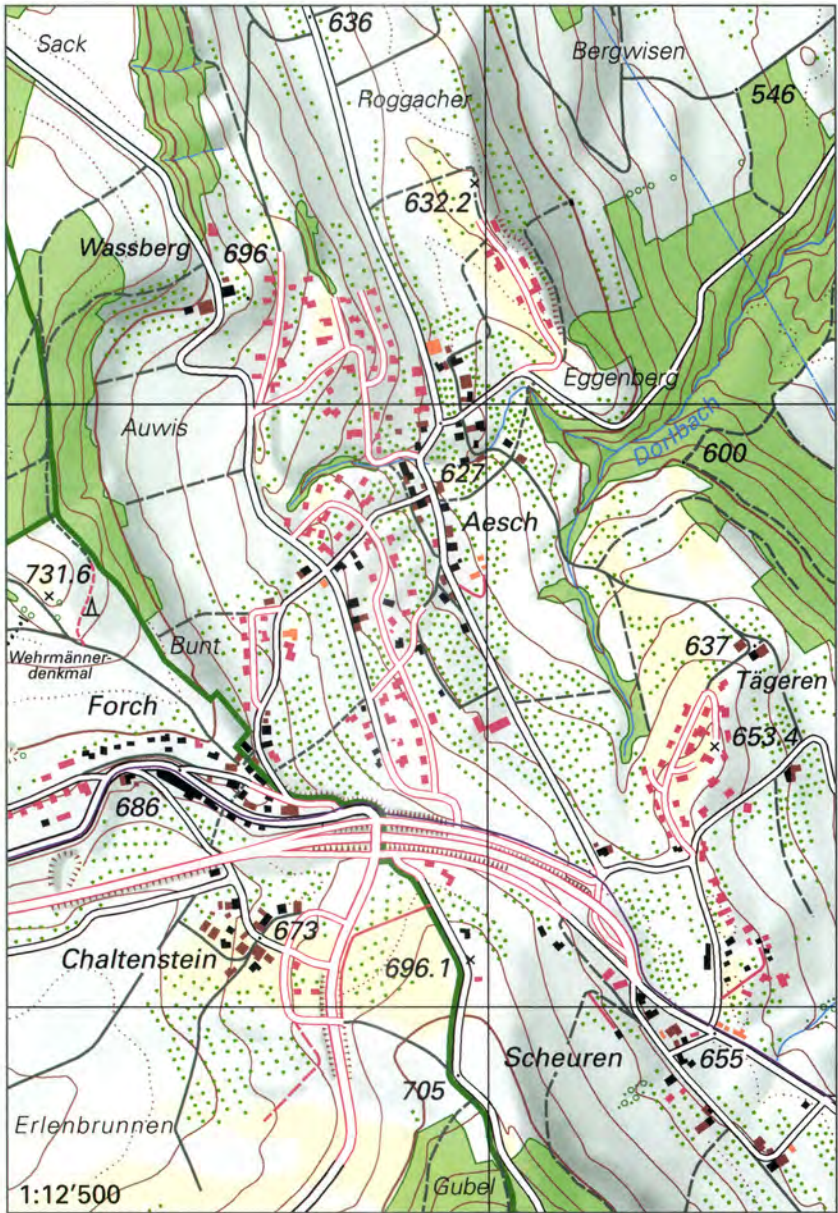 636
Sack
Bergwisen
Roggacher
546
632.2
Wassberg
696
Eggenberg
Auwis
Dorfbach
600
627
Aesch
731.6
Bunt
637
Wehrmänner-
denkmal
Tägeren
Forch
653.4
686
673
Chaltenstein
696.1
Scheuren
655
705
Erlenbrunnen
Gubel
1:12'500